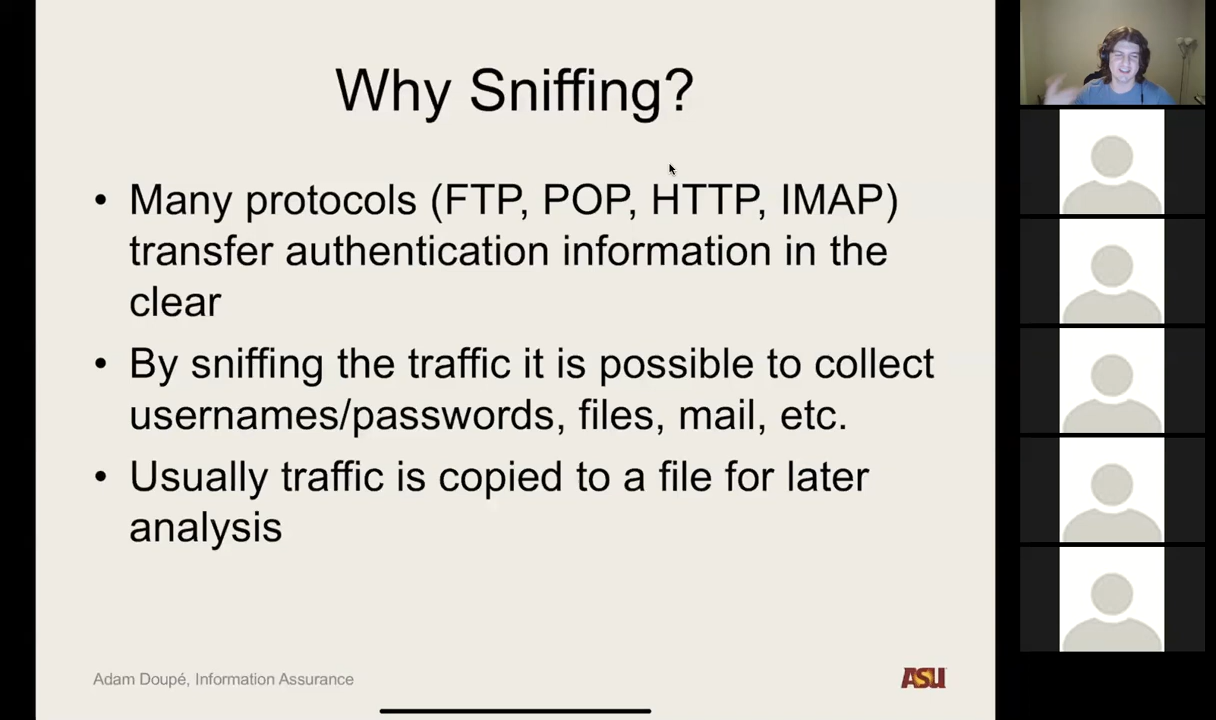 Why Sniffing?
• Many protocols (FTP, POP, HTTP, IMAP)
transfer authentication information in the
clear
• By sniffing the traffic it is possible to collect
usernames/passwords, files, mail, etc.
• Usually traffic is copied to a file for later
analysis
Adam Doupé, Information Assurance
ASU